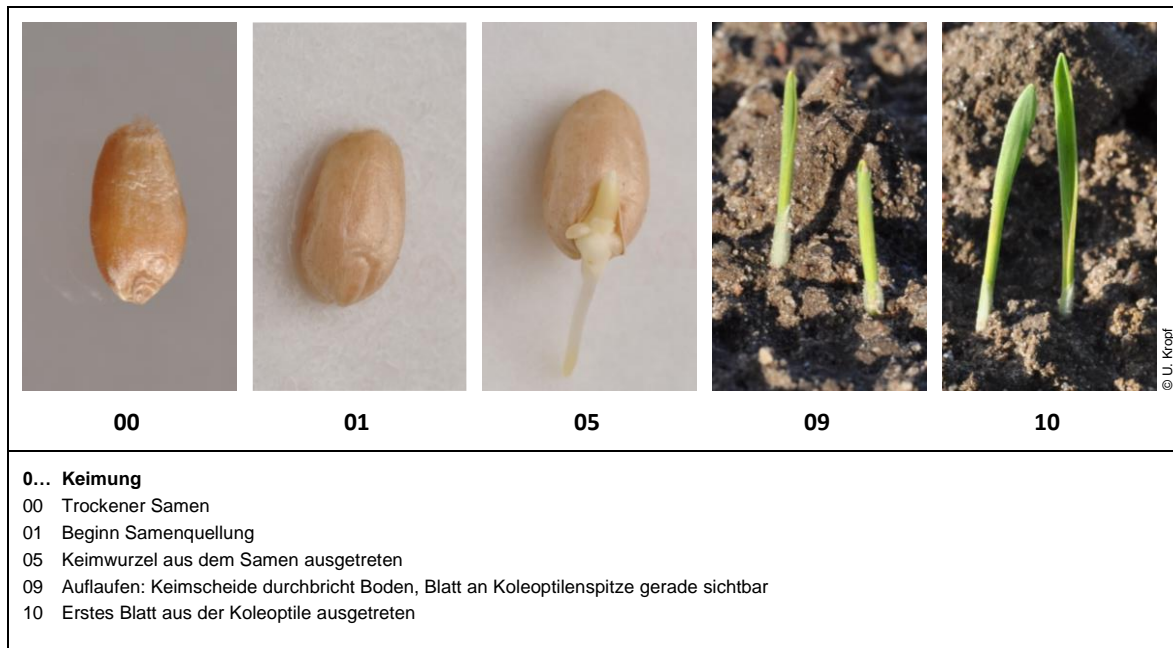 © U. Kropf
00 01 05 09 10
0... Keimung
00 Trockener Samen
01 Beginn Samenquellung
05 Keimwurzel aus dem Samen ausgetreten
09 Auflaufen: Keimscheide durchbricht Boden, Blatt an Koleoptilenspitze gerade sichtbar
10 Erstes Blatt aus der Koleoptile ausgetreten